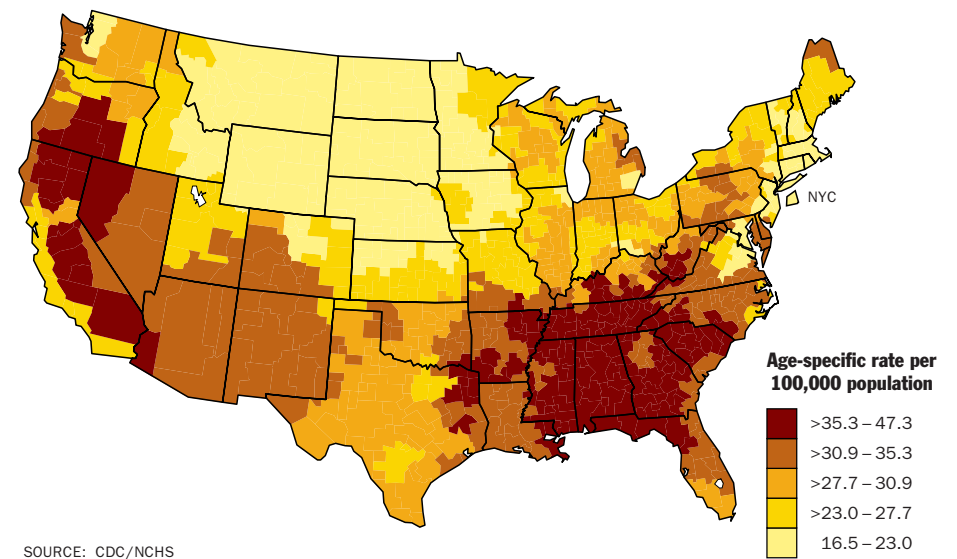 NYC
Age-specific rate per
100,000 population
>35.3 – 47.3
>30.9 – 35.3
>27.7 – 30.9
>23.0 – 27.7
16.5 – 23.0
SOURCE: CDC/NCHS